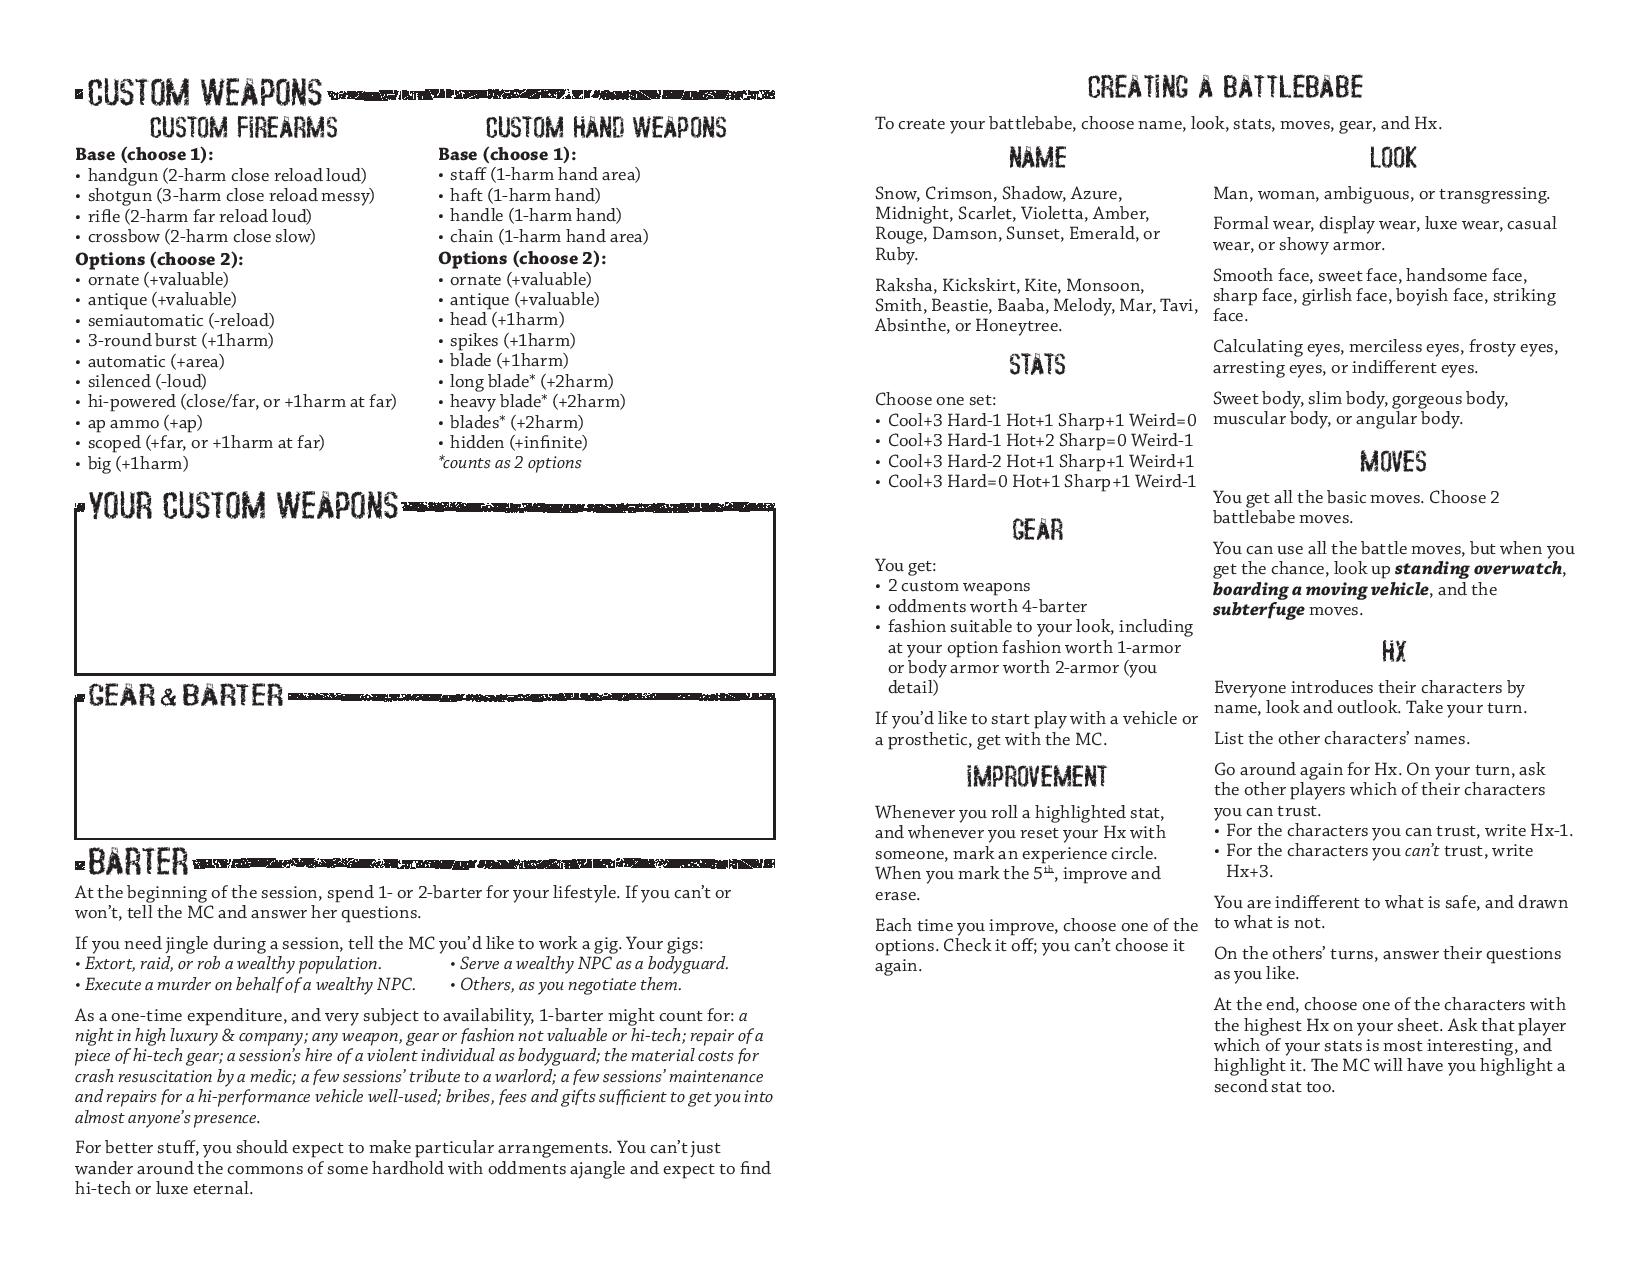 CUSTOM WEAPONS
CUSTOM FIREARMS
Base (choose 1):
• handgun (2-harm close reload loud)
• shotgun (3-harm close reload messy)
• rifle (2-harm far reload loud)
• crossbow (2-harm close slow)
Options (choose 2):
• ornate (+valuable)
• antique (+valuable)
• semiautomatic (-reload)
• 3-round burst (+1harm)
• automatic (+area)
• silenced (-loud)
• hi-powered (close/far, or +1harm at far)
• ap ammo (+ap)
• scoped (+far, or +1harm at far)
• big (+1harm)
CUSTOM HAND WEAPONS
Base (choose 1):
• staff (1-harm hand area)
• haft (1-harm hand)
• handle (1-harm hand)
• chain (1-harm hand area)
Options (choose 2):
• ornate (+valuable)
• antique (+valuable)
• head (+1harm)
• spikes (+1harm)
• blade (+1harm)
• long blade* (+2harm)
• heavy blade* (+2harm)
• blades* (+2harm)
• hidden (+infinite)
*counts as 2 options
YOUR CUSTOM WEAPONS
GEAR & BARTER
BARTER
At the beginning of the session, spend 1- or 2-barter for your lifestyle. If you can't or
won't, tell the MC and answer her questions.
If you need jingle during a session, tell the MC you'd like to work a gig. Your gigs:
• Extort, raid, or rob a wealthy population.
• Execute a murder on behalf of a wealthy NPC.
• Serve a wealthy NPC as a bodyguard.
• Others, as you negotiate them.
As a one-time expenditure, and very subject to availability, 1-barter might count for: a
night in high luxury & company; any weapon, gear or fashion not valuable or hi-tech; repair of a
piece of hi-tech gear; a session's hire of a violent individual as bodyguard; the material costs for
crash resuscitation by a medic; a few sessions' tribute to a warlord; a few sessions' maintenance
and repairs for a hi-performance vehicle well-used; bribes, fees and gifts sufficient to get you into
almost anyone's presence.
For better stuff, you should expect to make particular arrangements. You can't just
wander around the commons of some hardhold with oddments ajangle and expect to find
hi-tech or luxe eternal.
CREATING A BATTLEBABE
To create your battlebabe, choose name, look, stats, moves, gear, and Hx.
NAME
Snow, Crimson, Shadow, Azure,
Midnight, Scarlet, Violetta, Amber,
Rouge, Damson, Sunset, Emerald, or
Ruby.
Raksha, Kickskirt, Kite, Monsoon,
Smith, Beastie, Baaba, Melody, Mar, Tavi,
Absinthe, or Honeytree.
STATS
Choose one set:
• Cool+3 Hard-1 Hot+1 Sharp+1 Weird=0
• Cool+3 Hard-1 Hot+2 Sharp=0 Weird-1
• Cool+3 Hard-2 Hot+1 Sharp+1 Weird+1
• Cool+3 Hard=0 Hot+1 Sharp+1 Weird-1
GEAR
You get:
• 2 custom weapons
• oddments worth 4-barter
• fashion suitable to your look, including
at your option fashion worth 1-armor
or body armor worth 2-armor (you
detail)
If you'd like to start play with a vehicle or
a prosthetic, get with the MC.
IMPROVEMENT
Whenever you roll a highlighted stat,
and whenever you reset your Hx with
someone, mark an experience circle.
When you mark the 5th, improve and
erase.
Each time you improve, choose one of the
options. Check it off; you can't choose it
again.
LOOK
Man, woman, ambiguous, or transgressing.
Formal wear, display wear, luxe wear, casual
wear, or showy armor.
Smooth face, sweet face, handsome face,
sharp face, girlish face, boyish face, striking
face.
Calculating eyes, merciless eyes, frosty eyes,
arresting eyes, or indifferent eyes.
Sweet body, slim body, gorgeous body,
muscular body, or angular body.
MOVES
You get all the basic moves. Choose 2
battlebabe moves.
You can use all the battle moves, but when you
get the chance, look up standing overwatch,
boarding a moving vehicle, and the
subterfuge moves.
HX
Everyone introduces their characters by
name, look and outlook. Take your turn.
List the other characters' names.
Go around again for Hx. On your turn, ask
the other players which of their characters
you can trust.
• For the characters you can trust, write Hx-1.
• For the characters you can't trust, write
Hx+3.
You are indifferent to what is safe, and drawn
to what is not.
On the others' turns, answer their questions
as you like.
At the end, choose one of the characters with
the highest Hx on your sheet. Ask that player
which of your stats is most interesting, and
highlight it. The MC will have you highlight a
second stat too.